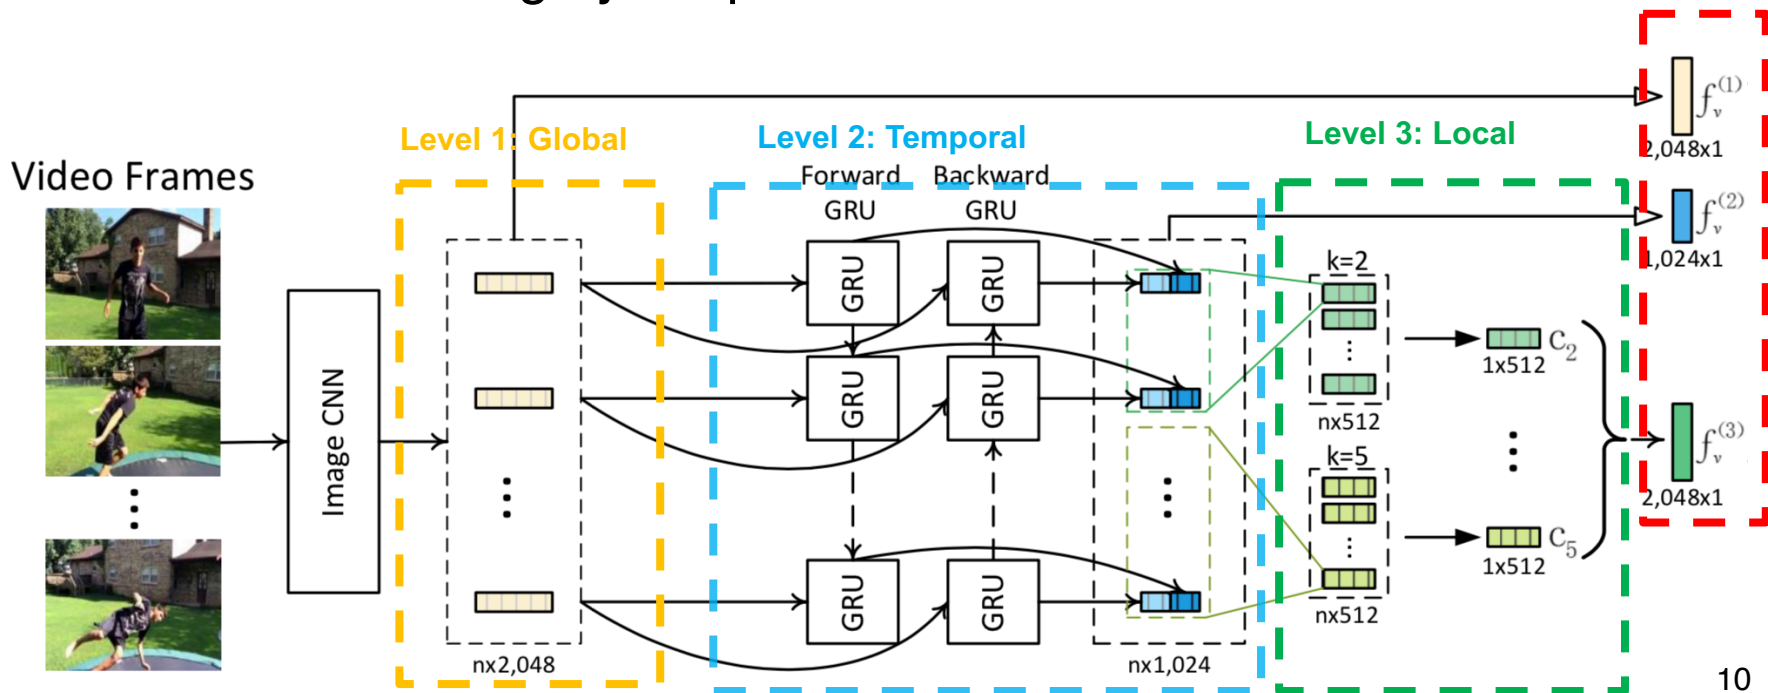 Level 1: Global
Level 2: Temporal
Level 3: Local
Video Frames
Forward GRU
Backward GRU
Image CNN
GRU
GRU
GRU
GRU
GRU
GRU
nx2,048
nx1,024
k=2
nx512
1x512
C₂
k=5
nx512
1x512
C₅
f_v^(1)
2,048x1
f_v^(2)
1,024x1
f_v^(3)
2,048x1
10